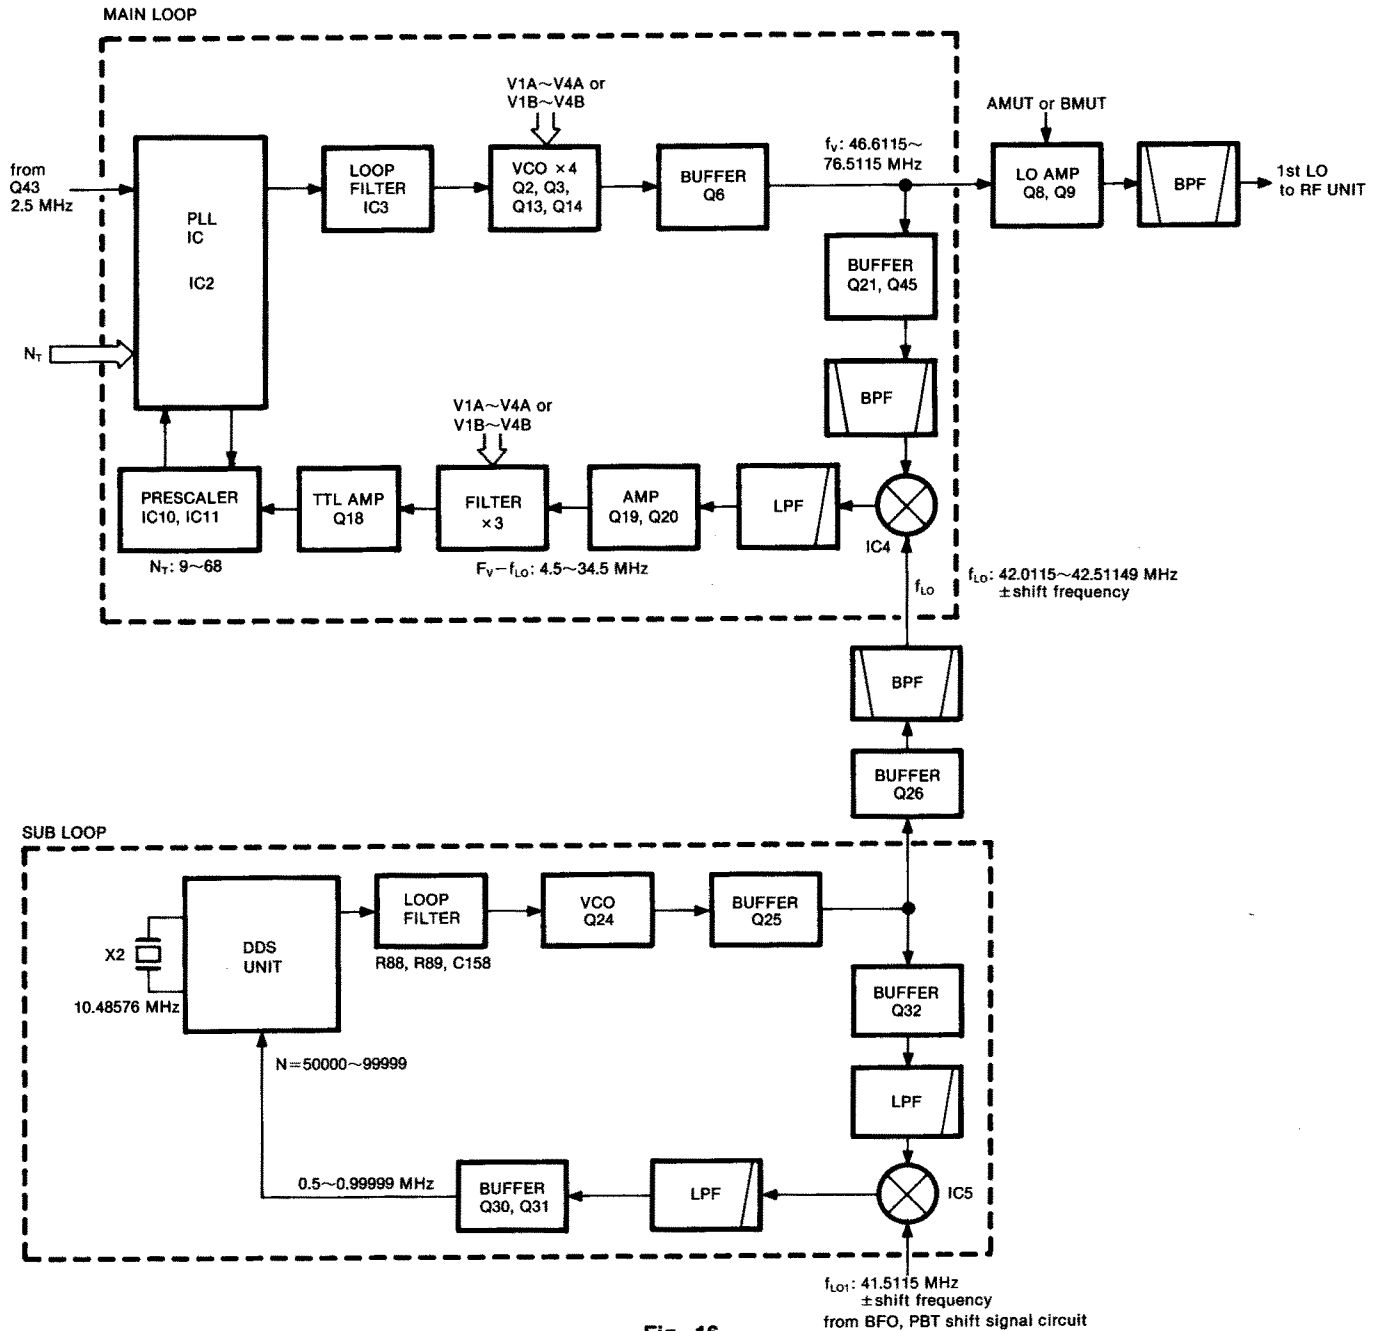 MAIN LOOP
V1A~V4A or
V1B~V4B
AMUT or BMUT
from
Q43
2.5 MHz
PLL
IC
IC2
LOOP
FILTER
IC3
VCO ×4
Q2, Q3,
Q13, Q14
BUFFER
Q6
fV: 46.6115~
76.5115 MHz
LO AMP
Q8, Q9
BPF
1st LO
to RF UNIT
BUFFER
Q21, Q45
NT
BPF
V1A~V4A or
V1B~V4B
PRESCALER
IC10, IC11
TTL AMP
Q18
FILTER
×3
AMP
Q19, Q20
LPF
IC4
NT: 9~68
FV−fLO: 4.5~34.5 MHz
fLO
fLO: 42.0115~42.51149 MHz
±shift frequency
BPF
BUFFER
Q26
SUB LOOP
X2
10.48576 MHz
DDS
UNIT
LOOP
FILTER
R88, R89, C158
VCO
Q24
BUFFER
Q25
BUFFER
Q32
N=50000~99999
LPF
0.5~0.99999 MHz
BUFFER
Q30, Q31
LPF
IC5
fLO1: 41.5115 MHz
±shift frequency
from BFO, PBT shift signal circuit